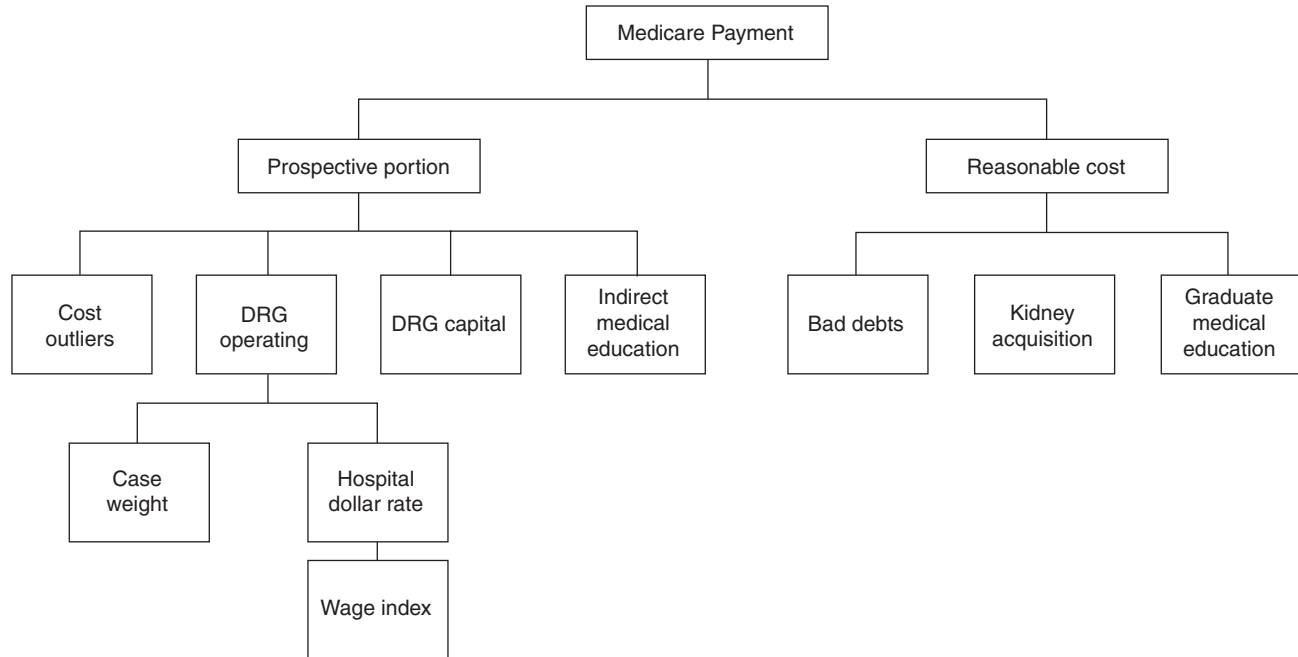 Medicare Payment
Prospective portion
Reasonable cost
Cost
outliers
DRG
operating
DRG capital
Indirect
medical
education
Bad debts
Kidney
acquisition
Graduate
medical
education
Case
weight
Hospital
dollar rate
Wage index